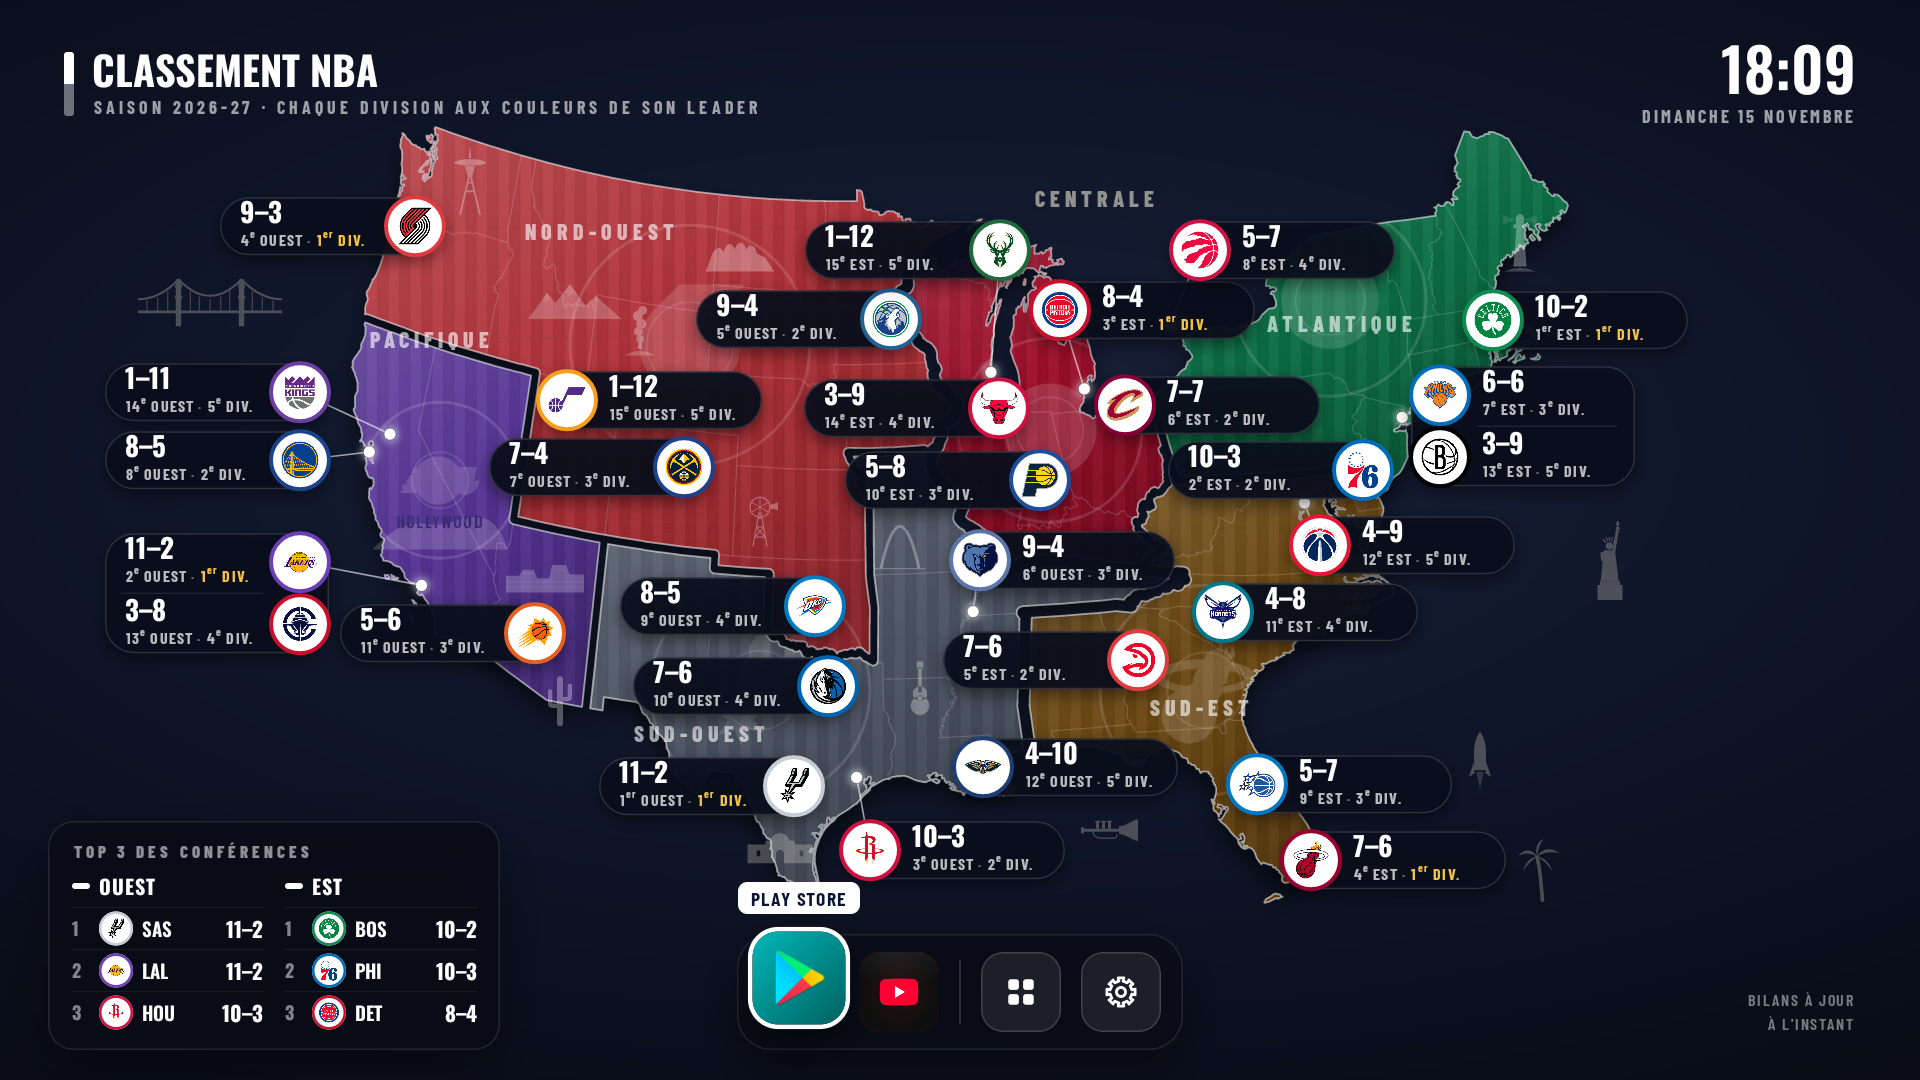 CLASSEMENT NBA
SAISON 2026-27 · CHAQUE DIVISION AUX COULEURS DE SON LEADER
18:09
DIMANCHE 15 NOVEMBRE
CENTRALE
9–3
4e OUEST · 1er DIV.
NORD-OUEST
1–12
15e EST · 5e DIV.
5–7
8e EST · 4e DIV.
9–4
5e OUEST · 2e DIV.
8–4
3e EST · 1er DIV.
DETROIT PISTONS
ATLANTIQUE
CELTICS
10–2
1er EST · 1er DIV.
PACIFIQUE
1–11
14e OUEST · 5e DIV.
KINGS
1–12
15e OUEST · 5e DIV.
3–9
14e EST · 4e DIV.
7–7
6e EST · 2e DIV.
6–6
7e EST · 3e DIV.
3–9
13e EST · 5e DIV.
B
8–5
8e OUEST · 2e DIV.
7–4
7e OUEST · 3e DIV.
5–8
10e EST · 3e DIV.
10–3
2e EST · 2e DIV.
76
HOLLYWOOD
11–2
2e OUEST · 1er DIV.
LAKERS
3–8
13e OUEST · 4e DIV.
5–6
11e OUEST · 3e DIV.
8–5
9e OUEST · 4e DIV.
OKC
9–4
6e OUEST · 3e DIV.
4–9
12e EST · 5e DIV.
4–8
11e EST · 4e DIV.
HORNETS
7–6
10e OUEST · 4e DIV.
7–6
5e EST · 2e DIV.
SUD-EST
SUD-OUEST
11–2
1er OUEST · 1er DIV.
4–10
12e OUEST · 5e DIV.
5–7
9e EST · 3e DIV.
10–3
3e OUEST · 2e DIV.
7–6
4e EST · 1er DIV.
TOP 3 DES CONFÉRENCES
OUEST
1 SAS 11–2
2 LAL 11–2
3 HOU 10–3
EST
1 BOS 10–2
2 PHI 10–3
3 DET 8–4
PLAY STORE
BILANS À JOUR
À L'INSTANT